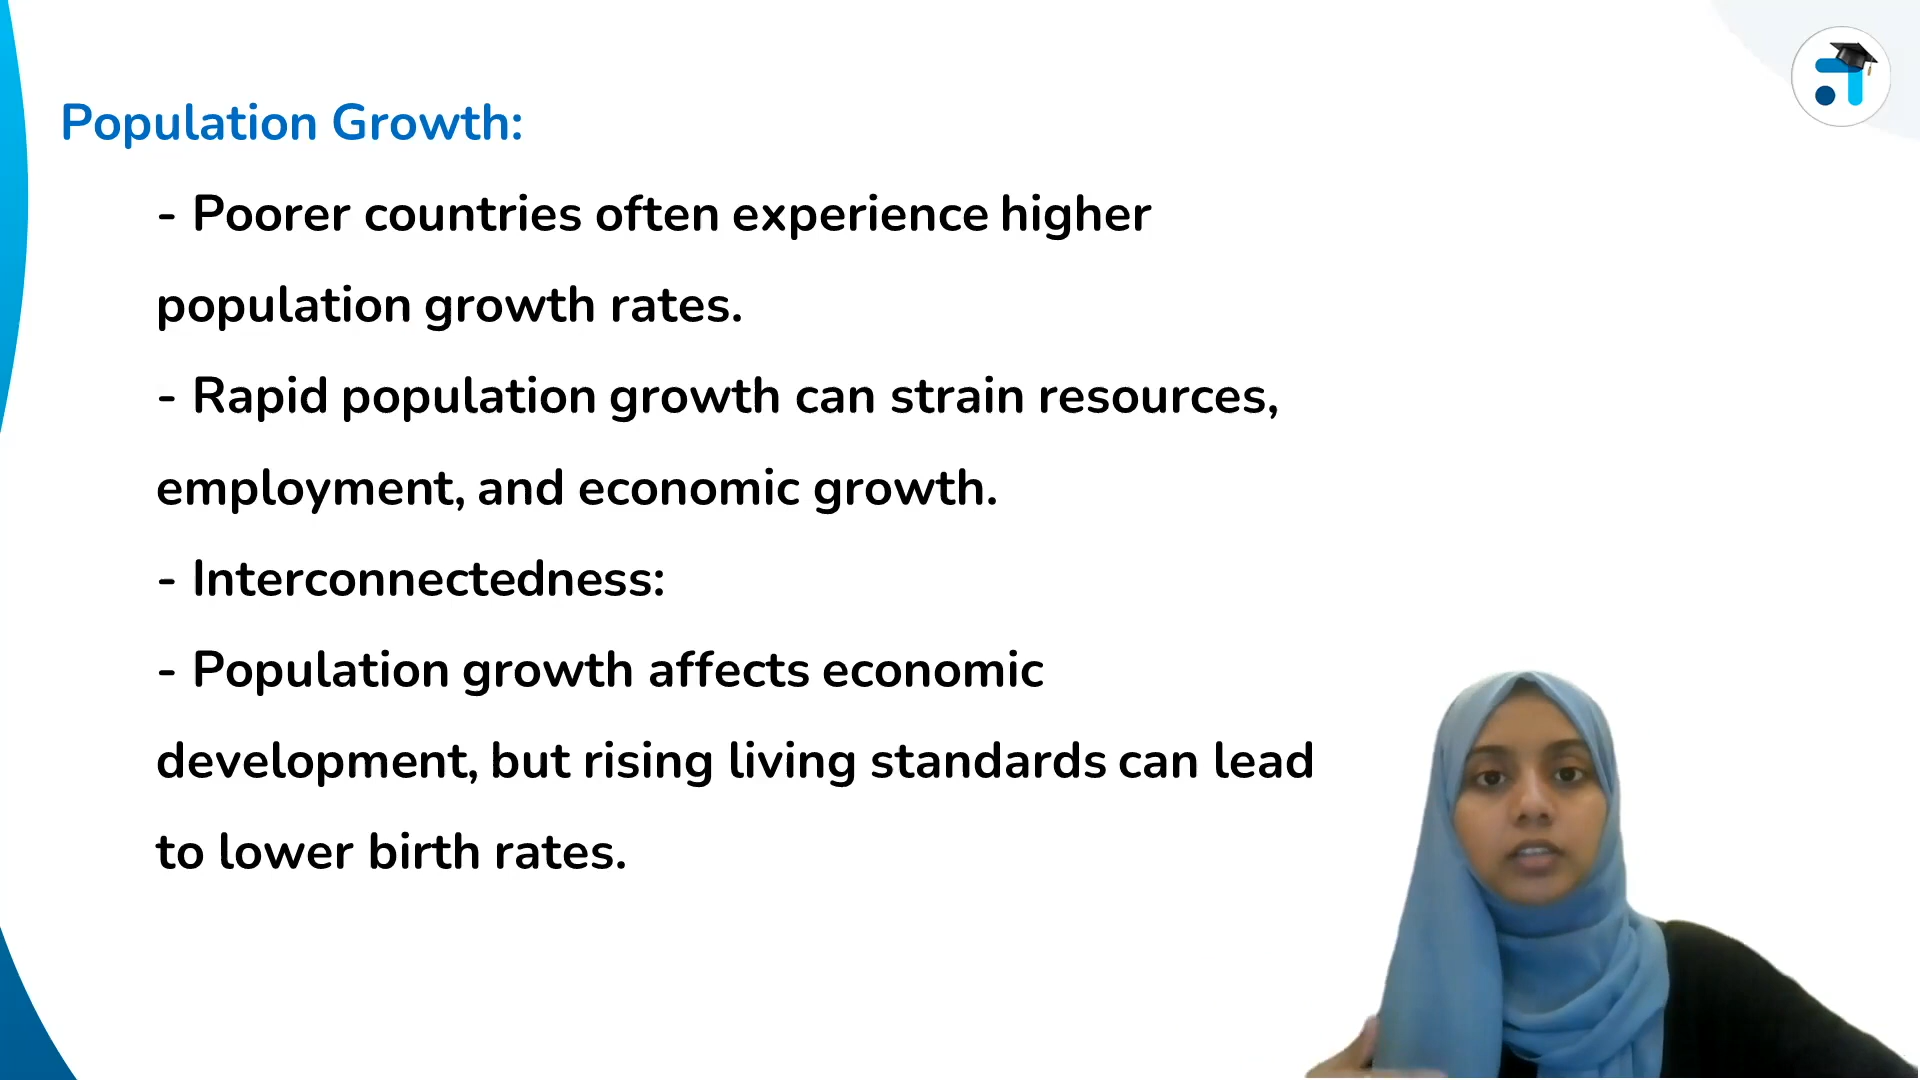 Population Growth:
- Poorer countries often experience higher
population growth rates.
- Rapid population growth can strain resources,
employment, and economic growth.
- Interconnectedness:
- Population growth affects economic
development, but rising living standards can lead
to lower birth rates.